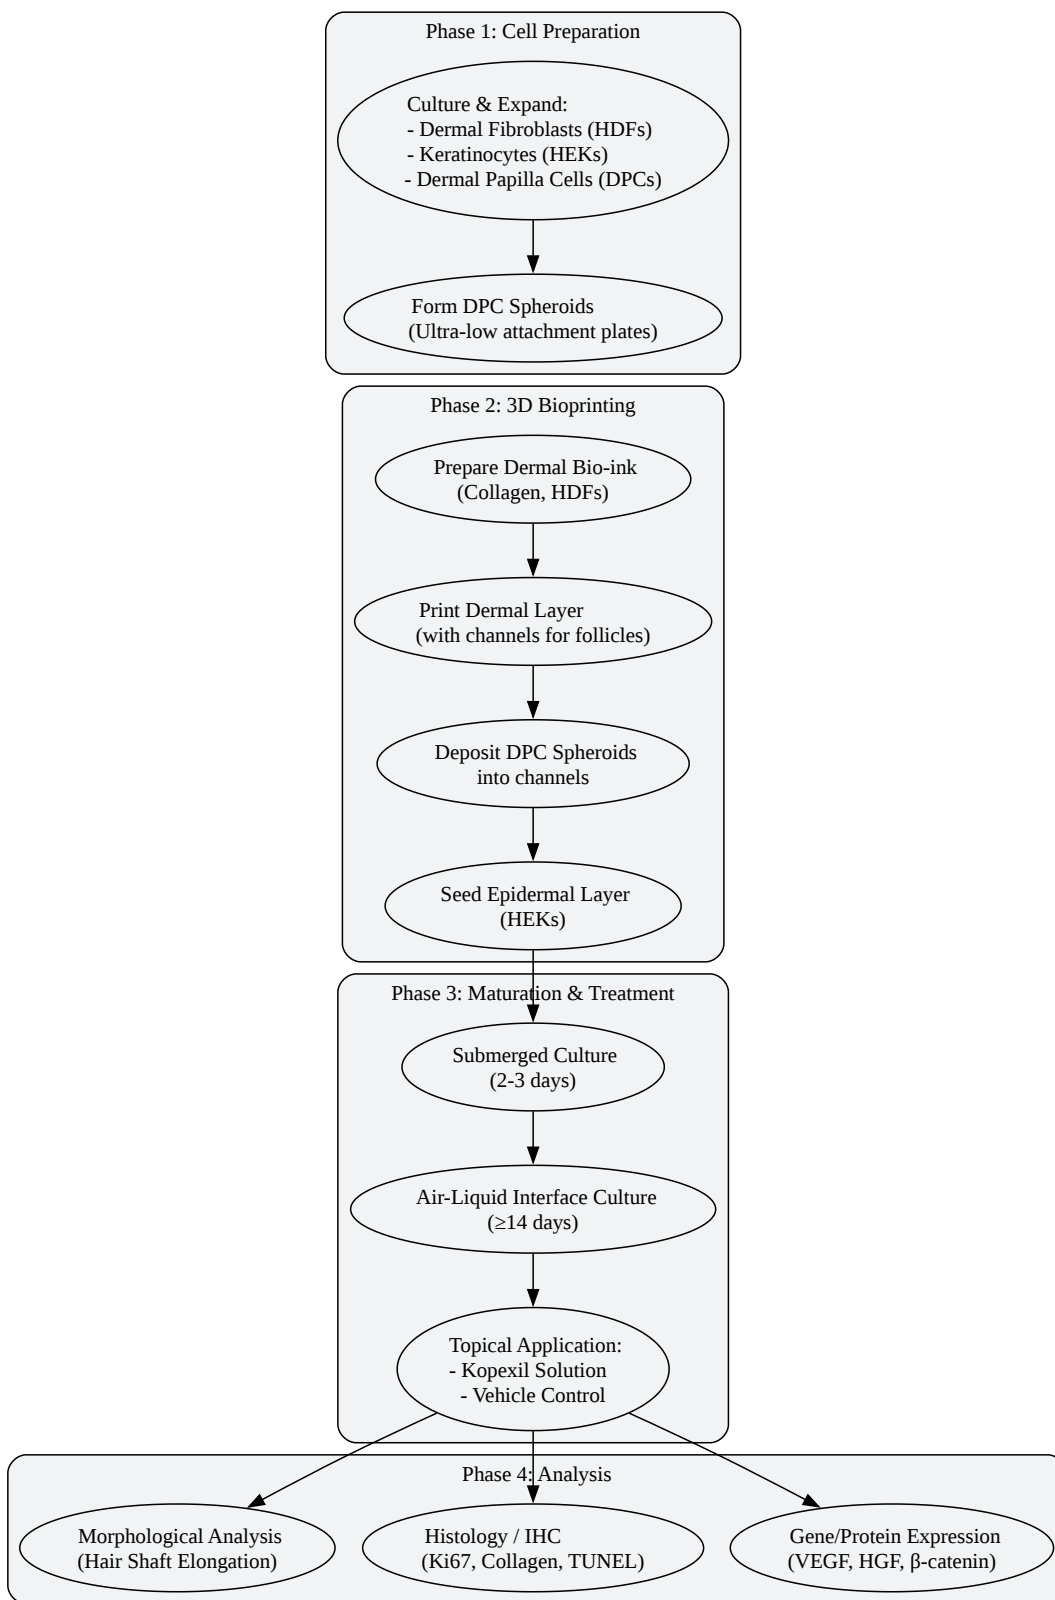 Phase 1: Cell Preparation
Culture & Expand:
- Dermal Fibroblasts (HDFs)
- Keratinocytes (HEKs)
- Dermal Papilla Cells (DPCs)
Form DPC Spheroids
(Ultra-low attachment plates)
Phase 2: 3D Bioprinting
Prepare Dermal Bio-ink
(Collagen, HDFs)
Print Dermal Layer
(with channels for follicles)
Deposit DPC Spheroids
into channels
Seed Epidermal Layer
(HEKs)
Phase 3: Maturation & Treatment
Submerged Culture
(2-3 days)
Air-Liquid Interface Culture
(≥14 days)
Topical Application:
- Kopexil Solution
- Vehicle Control
Phase 4: Analysis
Morphological Analysis
(Hair Shaft Elongation)
Histology / IHC
(Ki67, Collagen, TUNEL)
Gene/Protein Expression
(VEGF, HGF, β-catenin)